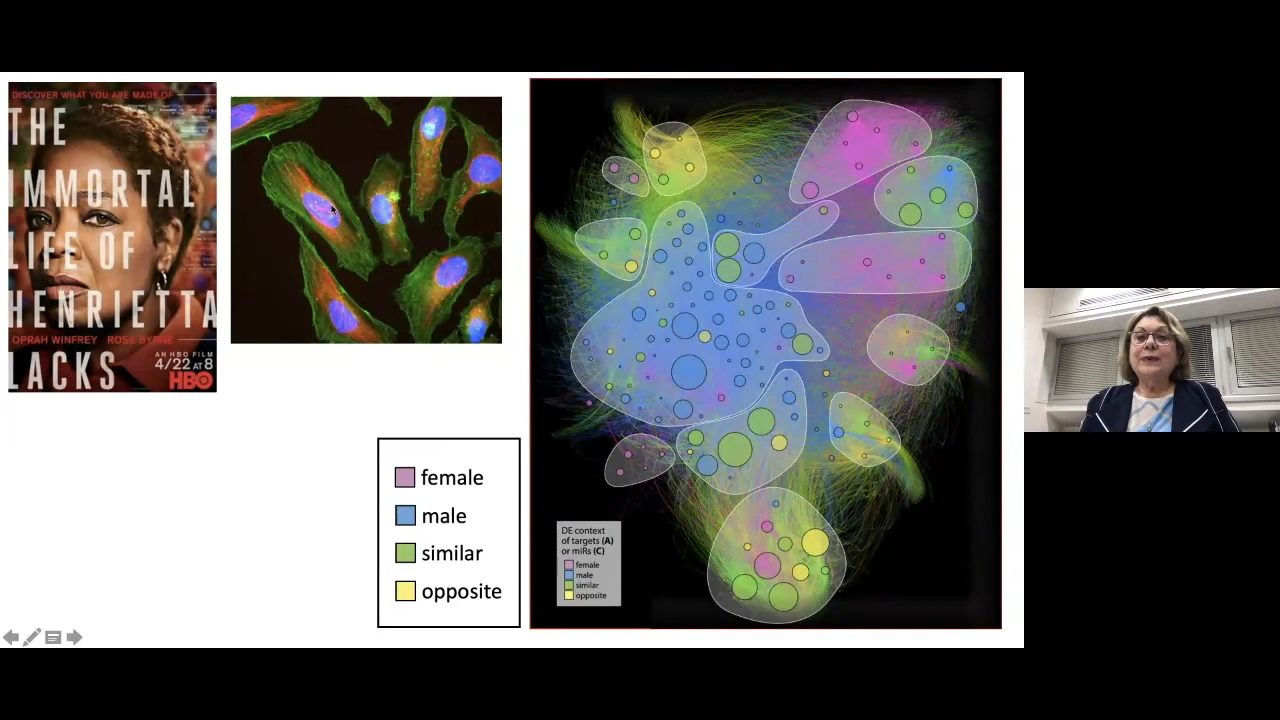 DISCOVER WHAT YOU ARE MADE OF
THE
IMMORTAL
LIFE OF
HENRIETTA
OPRAH WINFREY ROSE BYRNE
LACKS
AN HBO FILM
4/22 AT 8
HBO
female
male
similar
opposite
DE context
of targets (A)
or miRs (C)
female
male
similar
opposite